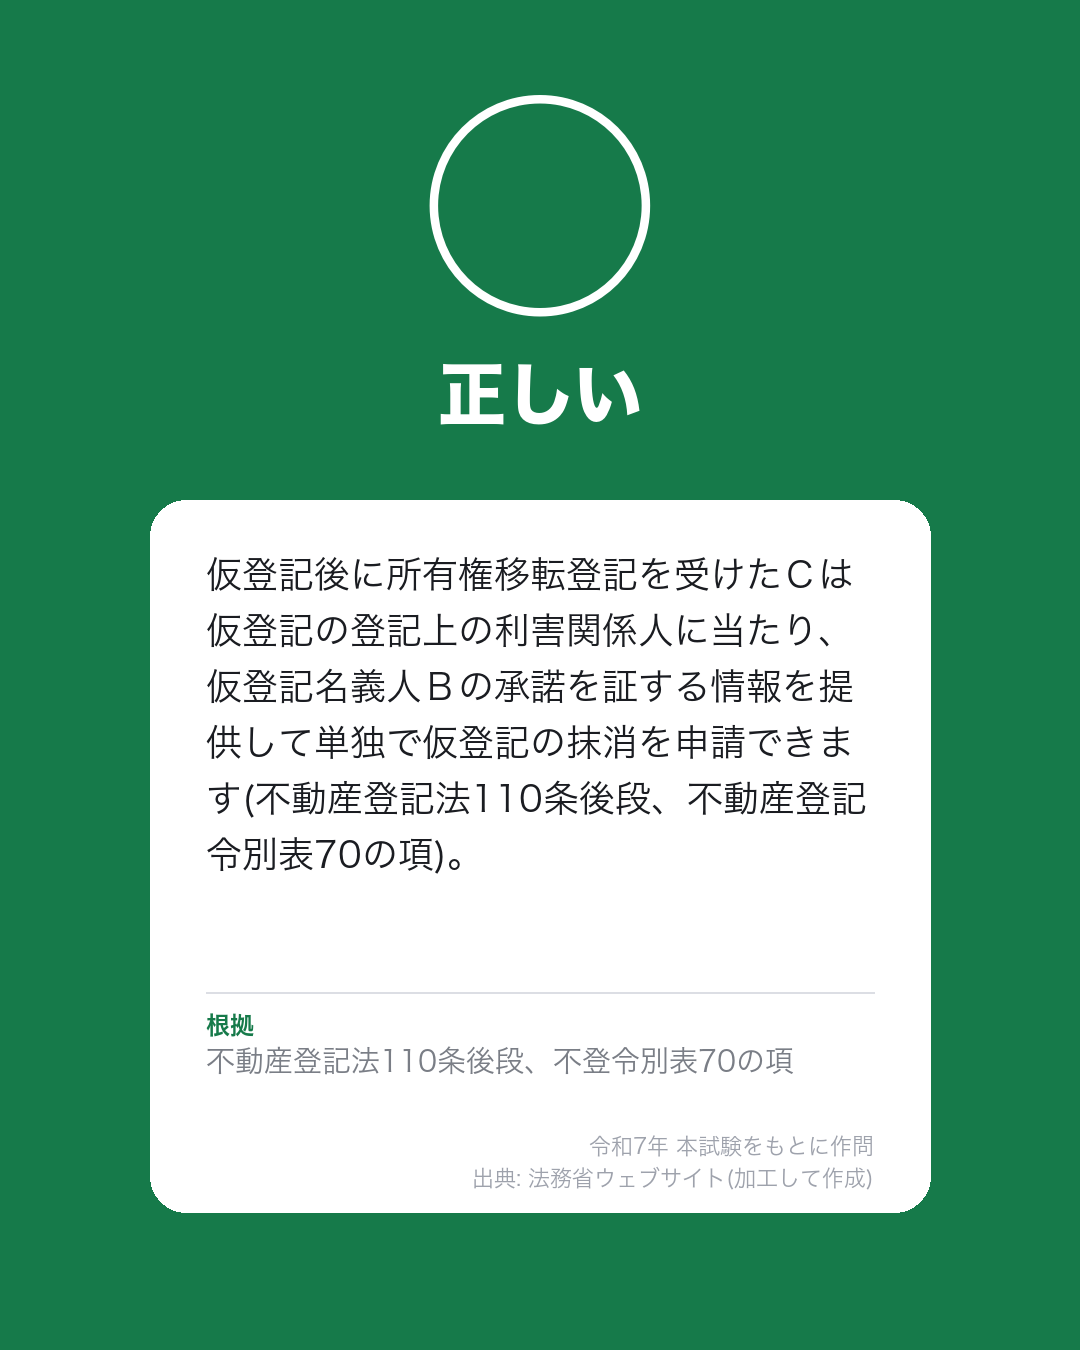 正しい
仮登記後に所有権移転登記を受けたＣは
仮登記の登記上の利害関係人に当たり、
仮登記名義人Ｂの承諾を証する情報を提
供して単独で仮登記の抹消を申請できま
す(不動産登記法110条後段、不動産登記
令別表70の項)。
根拠
不動産登記法110条後段、不登令別表70の項
令和7年 本試験をもとに作問
出典: 法務省ウェブサイト(加工して作成)